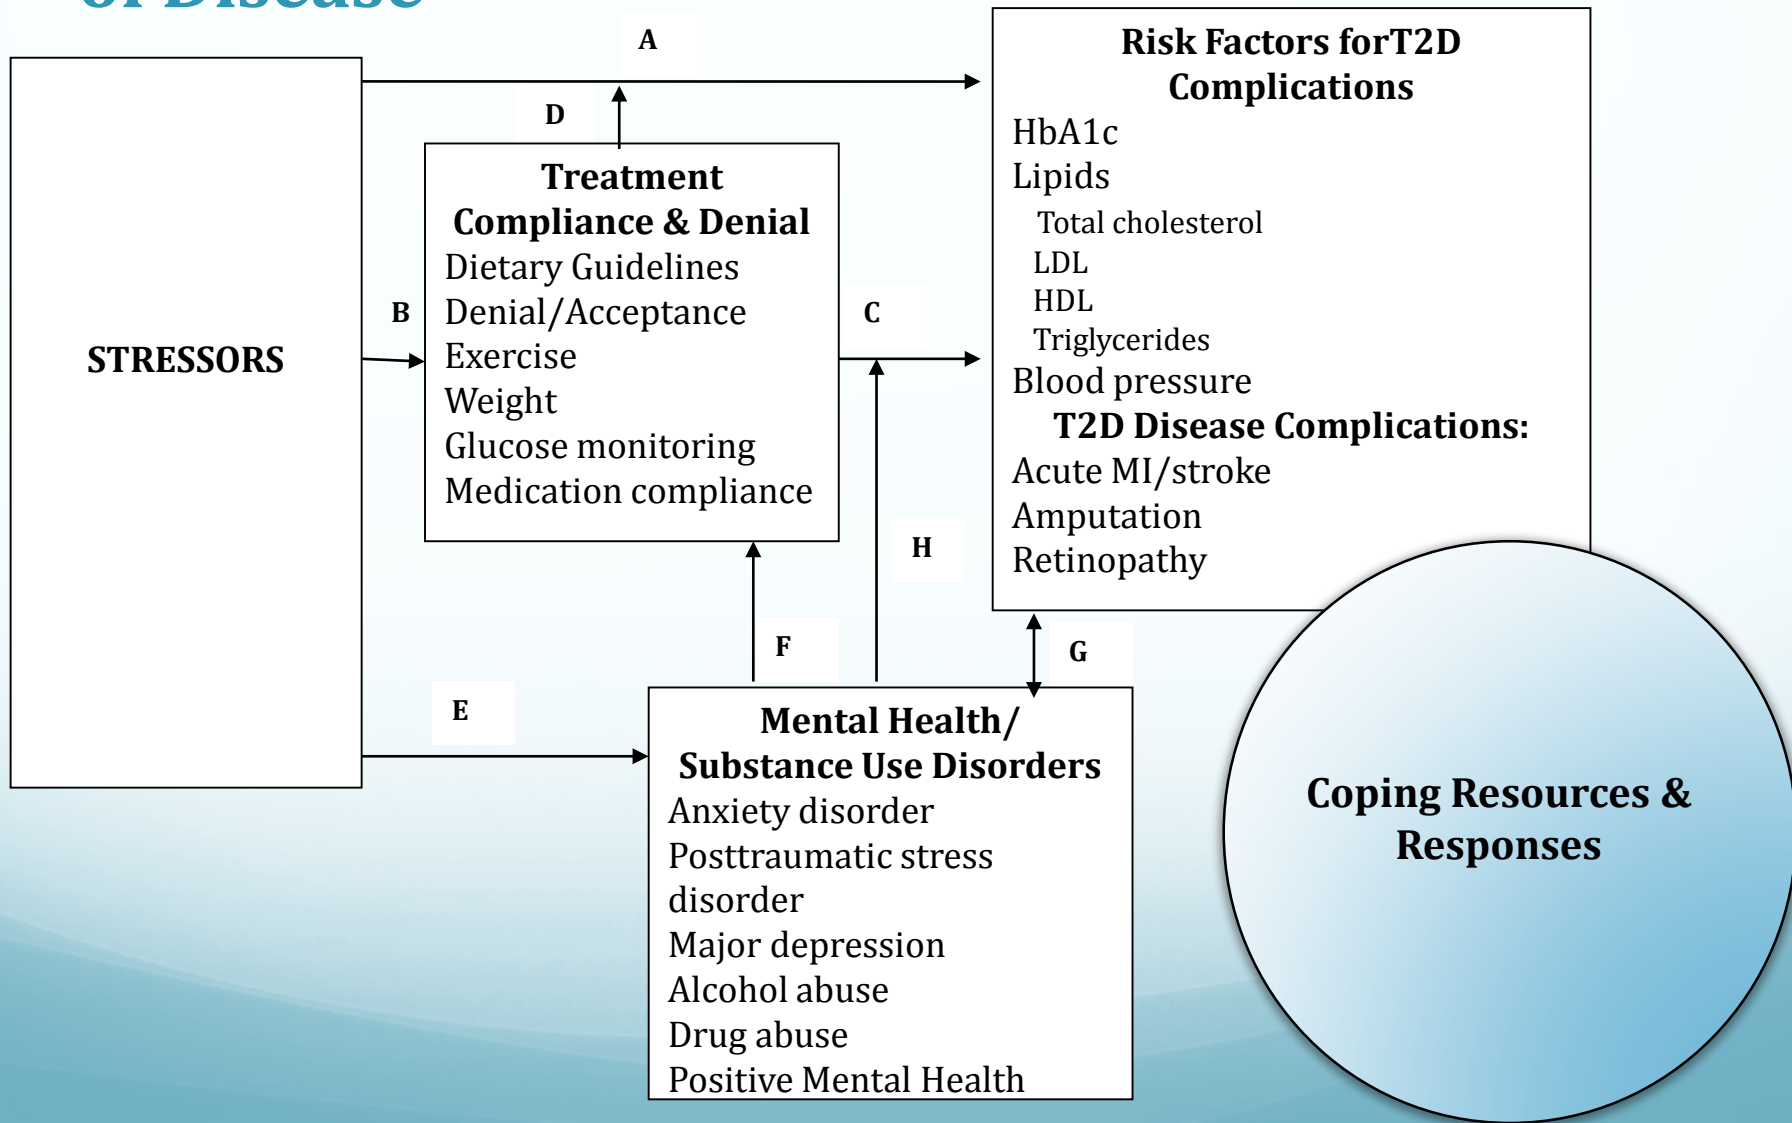 of Disease
A
Risk Factors forT2D
Complications
HbA1c
Lipids
Total cholesterol
LDL
HDL
Triglycerides
Blood pressure
T2D Disease Complications:
Acute MI/stroke
Amputation
Retinopathy
D
Treatment
Compliance & Denial
Dietary Guidelines
Denial/Acceptance
Exercise
Weight
Glucose monitoring
Medication compliance
B
C
STRESSORS
H
F
G
E
Mental Health/
Substance Use Disorders
Anxiety disorder
Posttraumatic stress
disorder
Major depression
Alcohol abuse
Drug abuse
Positive Mental Health
Coping Resources &
Responses